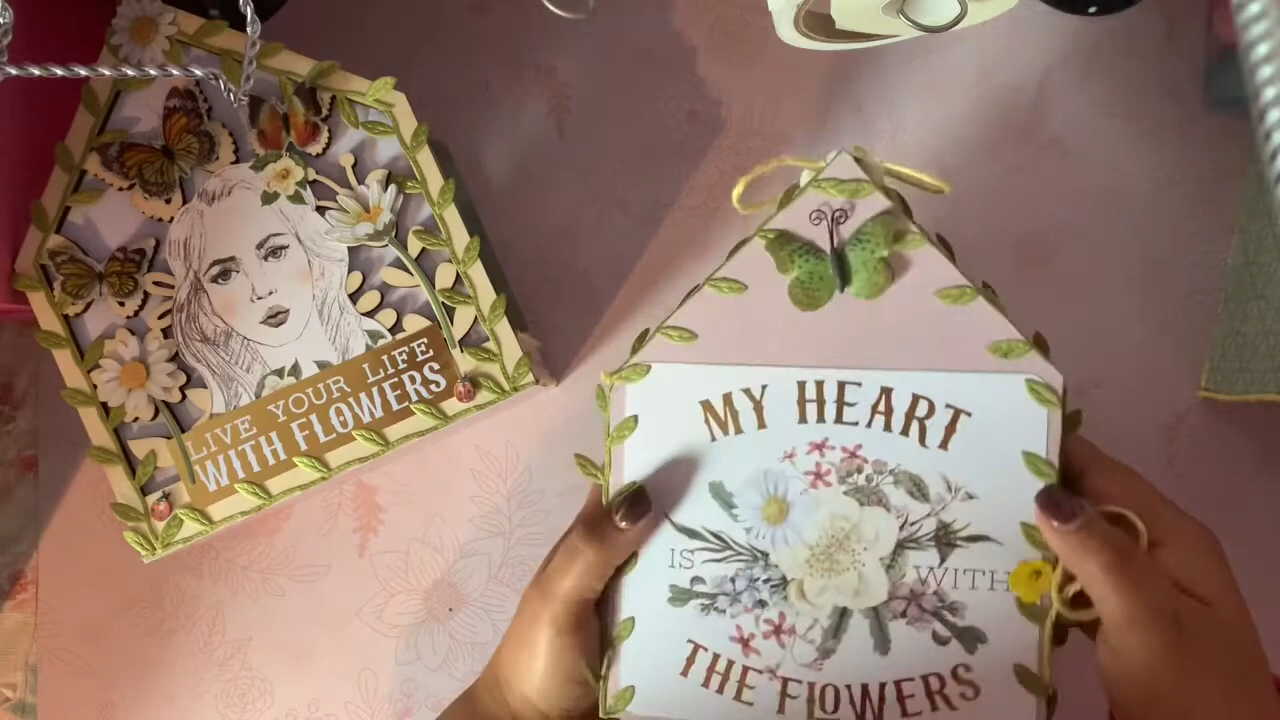 LIVE YOUR LIFE
WITH FLOWERS
MY HEART
IS WITH
THE FLOWERS